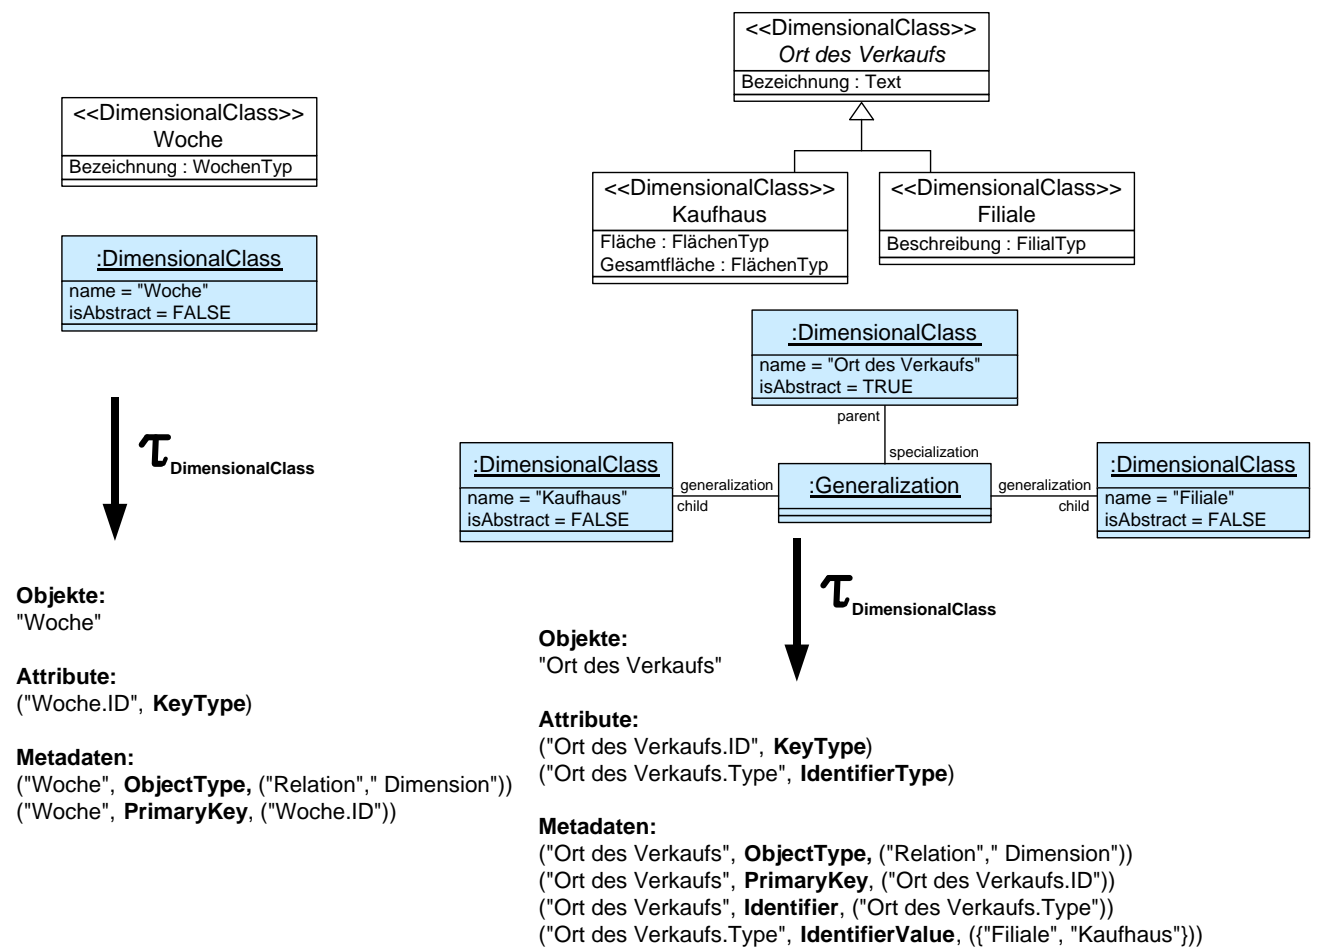 <<DimensionalClass>>
Woche
Bezeichnung : WochenTyp
:DimensionalClass
name = "Woche"
isAbstract = FALSE
τ DimensionalClass
Objekte:
"Woche"
Attribute:
("Woche.ID", KeyType)
Metadaten:
("Woche", ObjectType, ("Relation"," Dimension"))
("Woche", PrimaryKey, ("Woche.ID"))
<<DimensionalClass>>
Ort des Verkaufs
Bezeichnung : Text
<<DimensionalClass>>
Kaufhaus
Fläche : FlächenTyp
Gesamtfläche : FlächenTyp
<<DimensionalClass>>
Filiale
Beschreibung : FilialTyp
:DimensionalClass
name = "Ort des Verkaufs"
isAbstract = TRUE
parent
specialization
:DimensionalClass
name = "Kaufhaus"
isAbstract = FALSE
generalization
child
:Generalization
generalization
child
:DimensionalClass
name = "Filiale"
isAbstract = FALSE
τ DimensionalClass
Objekte:
"Ort des Verkaufs"
Attribute:
("Ort des Verkaufs.ID", KeyType)
("Ort des Verkaufs.Type", IdentifierType)
Metadaten:
("Ort des Verkaufs", ObjectType, ("Relation"," Dimension"))
("Ort des Verkaufs", PrimaryKey, ("Ort des Verkaufs.ID"))
("Ort des Verkaufs", Identifier, ("Ort des Verkaufs.Type"))
("Ort des Verkaufs.Type", IdentifierValue, ({"Filiale", "Kaufhaus"}))